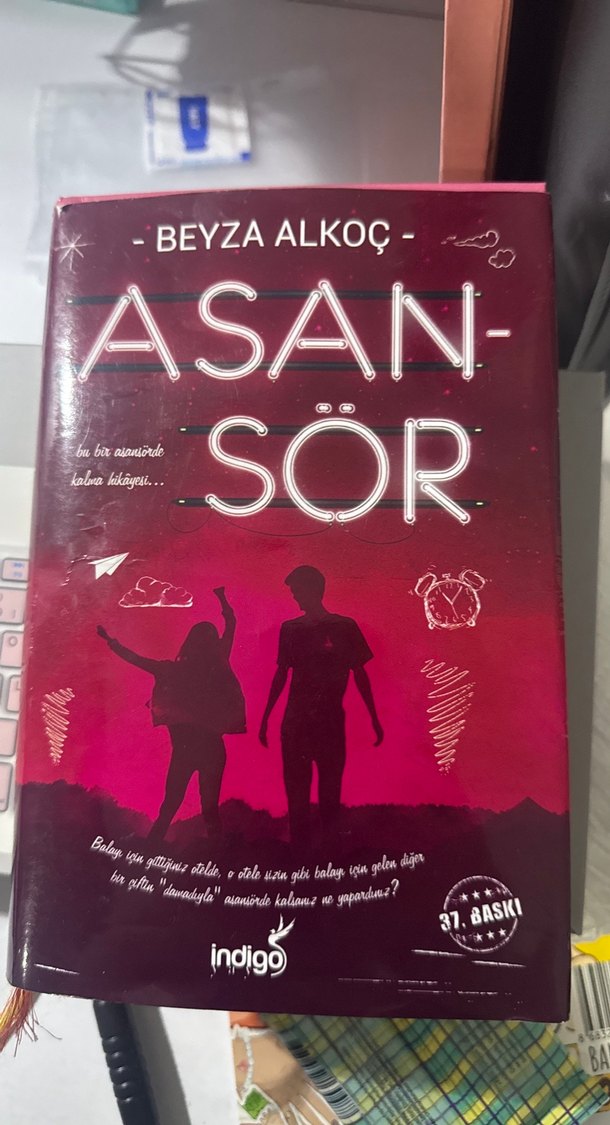 - BEYZA ALKOÇ -
ASAN-
SÖR
bu bir asansörde
kalma hikâyesi...
Balayı için gittiğiniz otelde, o otele sizin gibi balayı için gelen diğer
bir çiftin "damadıyla" asansörde kalsanız ne yapardınız?
37. BASKI
indigo
BAN